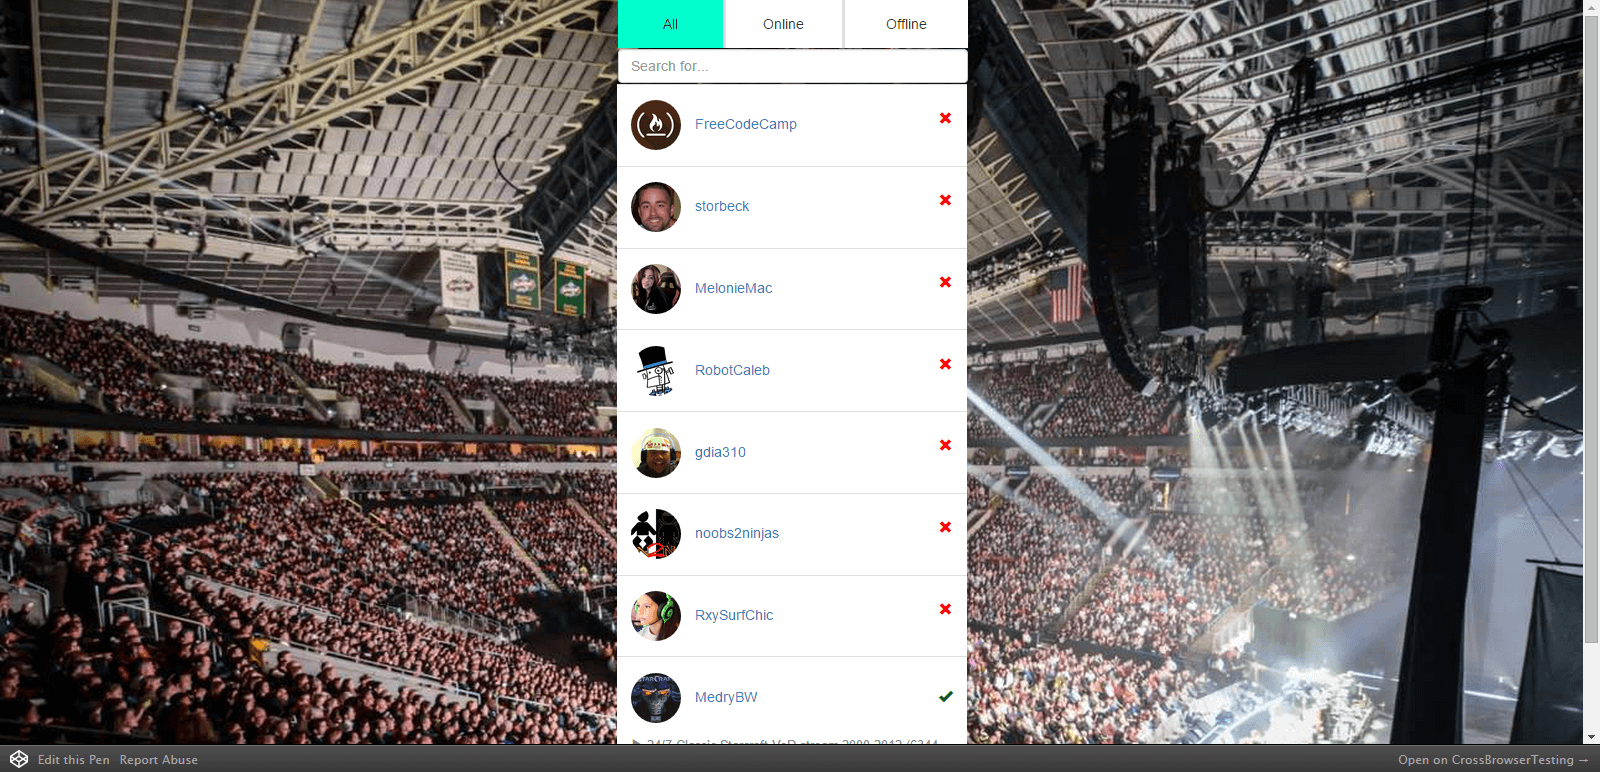 All Online Offline
Search for...
FreeCodeCamp
storbeck
MelonieMac
RobotCaleb
gdia310
noobs2ninjas
RxySurfChic
MedryBW
Edit this Pen Report Abuse Open on CrossBrowserTesting →